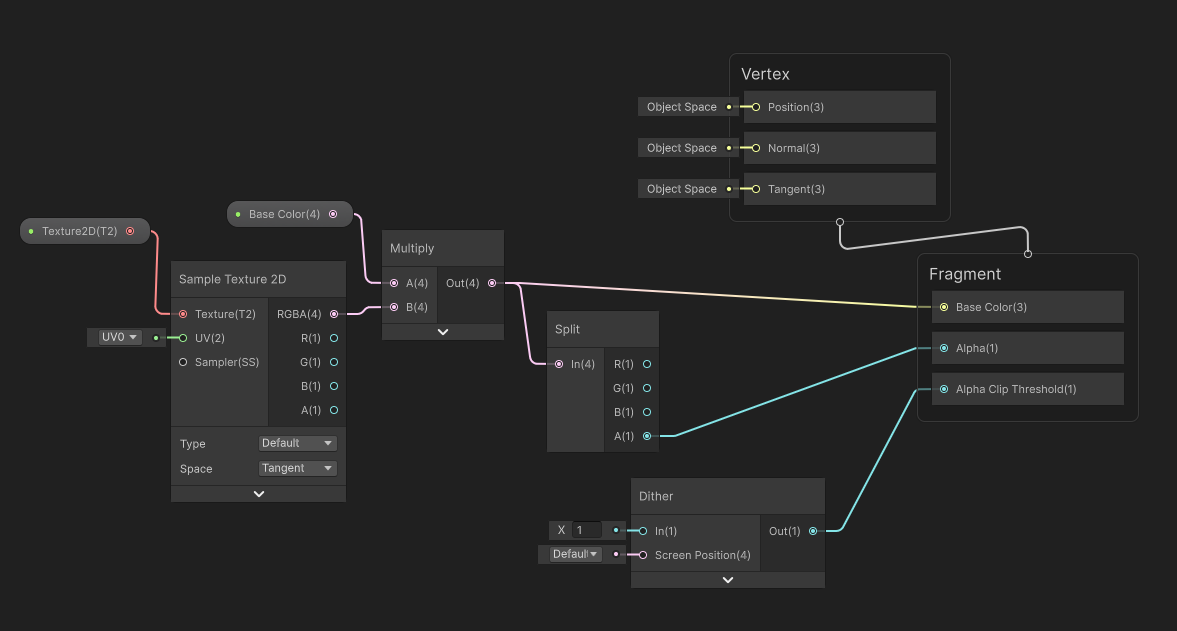 Vertex
Object Space
Position(3)
Object Space
Normal(3)
Object Space
Tangent(3)
Texture2D(T2)
Base Color(4)
Sample Texture 2D
Texture(T2)
RGBA(4)
UV0
UV(2)
R(1)
Sampler(SS)
G(1)
B(1)
A(1)
Type
Default
Space
Tangent
Multiply
A(4)
Out(4)
B(4)
Split
In(4)
R(1)
G(1)
B(1)
A(1)
Fragment
Base Color(3)
Alpha(1)
Alpha Clip Threshold(1)
Dither
X 1
In(1)
Out(1)
Default
Screen Position(4)